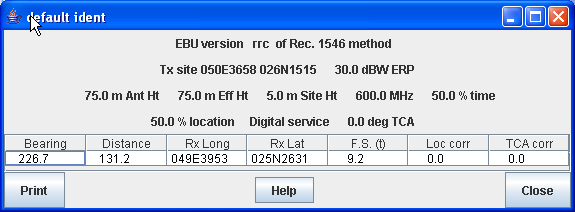 default ident
EBU version rrc of Rec. 1546 method
Tx site 050E3658 026N1515 30.0 dBW ERP
75.0 m Ant Ht 75.0 m Eff Ht 5.0 m Site Ht 600.0 MHz 50.0 % time
50.0 % location Digital service 0.0 deg TCA
Bearing Distance Rx Long Rx Lat F.S. (t) Loc corr TCA corr
226.7 131.2 049E3953 025N2631 9.2 0.0 0.0
Print Help Close